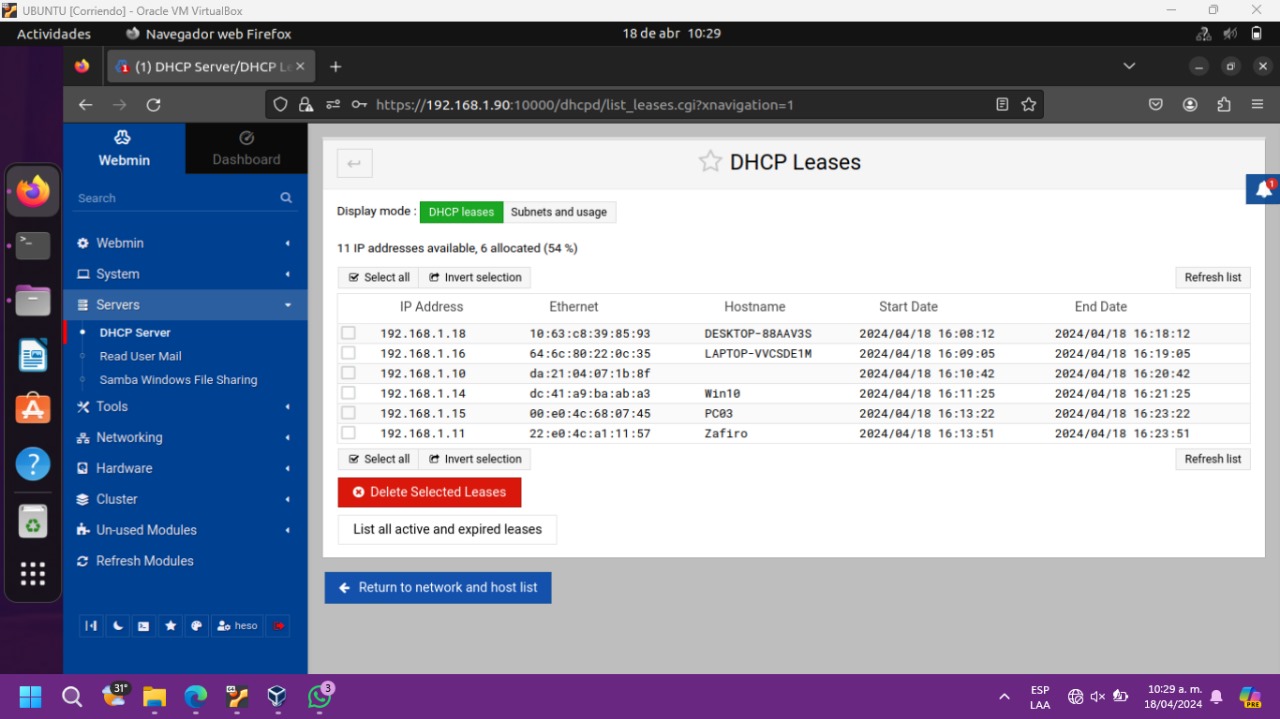 UBUNTU [Corriendo] - Oracle VM VirtualBox
Actividades Navegador web Firefox 18 de abr 10:29
(1) DHCP Server/DHCP Le
https://192.168.1.90:10000/dhcpd/list_leases.cgi?xnavigation=1
Webmin Dashboard
Search
Webmin
System
Servers
DHCP Server
Read User Mail
Samba Windows File Sharing
Tools
Networking
Hardware
Cluster
Un-used Modules
Refresh Modules
heso
DHCP Leases
1
Display mode : DHCP leases Subnets and usage
11 IP addresses available, 6 allocated (54 %)
Select all Invert selection Refresh list
IP Address Ethernet Hostname Start Date End Date
192.168.1.18 10:63:c8:39:85:93 DESKTOP-88AAV3S 2024/04/18 16:08:12 2024/04/18 16:18:12
192.168.1.16 64:6c:80:22:0c:35 LAPTOP-VVCSDE1M 2024/04/18 16:09:05 2024/04/18 16:19:05
192.168.1.10 da:21:04:07:1b:8f 2024/04/18 16:10:42 2024/04/18 16:20:42
192.168.1.14 dc:41:a9:ba:ab:a3 Win10 2024/04/18 16:11:25 2024/04/18 16:21:25
192.168.1.15 00:e0:4c:68:07:45 PC03 2024/04/18 16:13:22 2024/04/18 16:23:22
192.168.1.11 22:e0:4c:a1:11:57 Zafiro 2024/04/18 16:13:51 2024/04/18 16:23:51
Select all Invert selection Refresh list
Delete Selected Leases
List all active and expired leases
Return to network and host list
31° 3 ESP LAA 10:29 a. m. 18/04/2024 PRE